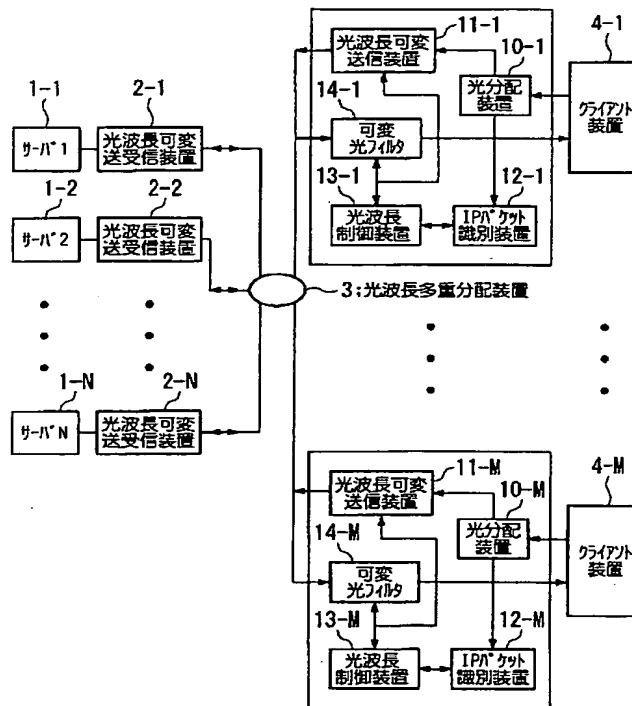 11-1
光波長可変
送信装置
10-1
光分配
装置
4-1
クライアント
装置
14-1
可変
光フィルタ
13-1
光波長
制御装置
12-1
IPパケット
識別装置
1-1
サーバ1
2-1
光波長可変
送受信装置
1-2
サーバ2
2-2
光波長可変
送受信装置
3;光波長多重分配装置
1-N
サーバN
2-N
光波長可変
送受信装置
11-M
光波長可変
送信装置
10-M
光分配
装置
4-M
クライアント
装置
14-M
可変
光フィルタ
13-M
光波長
制御装置
12-M
IPパケット
識別装置